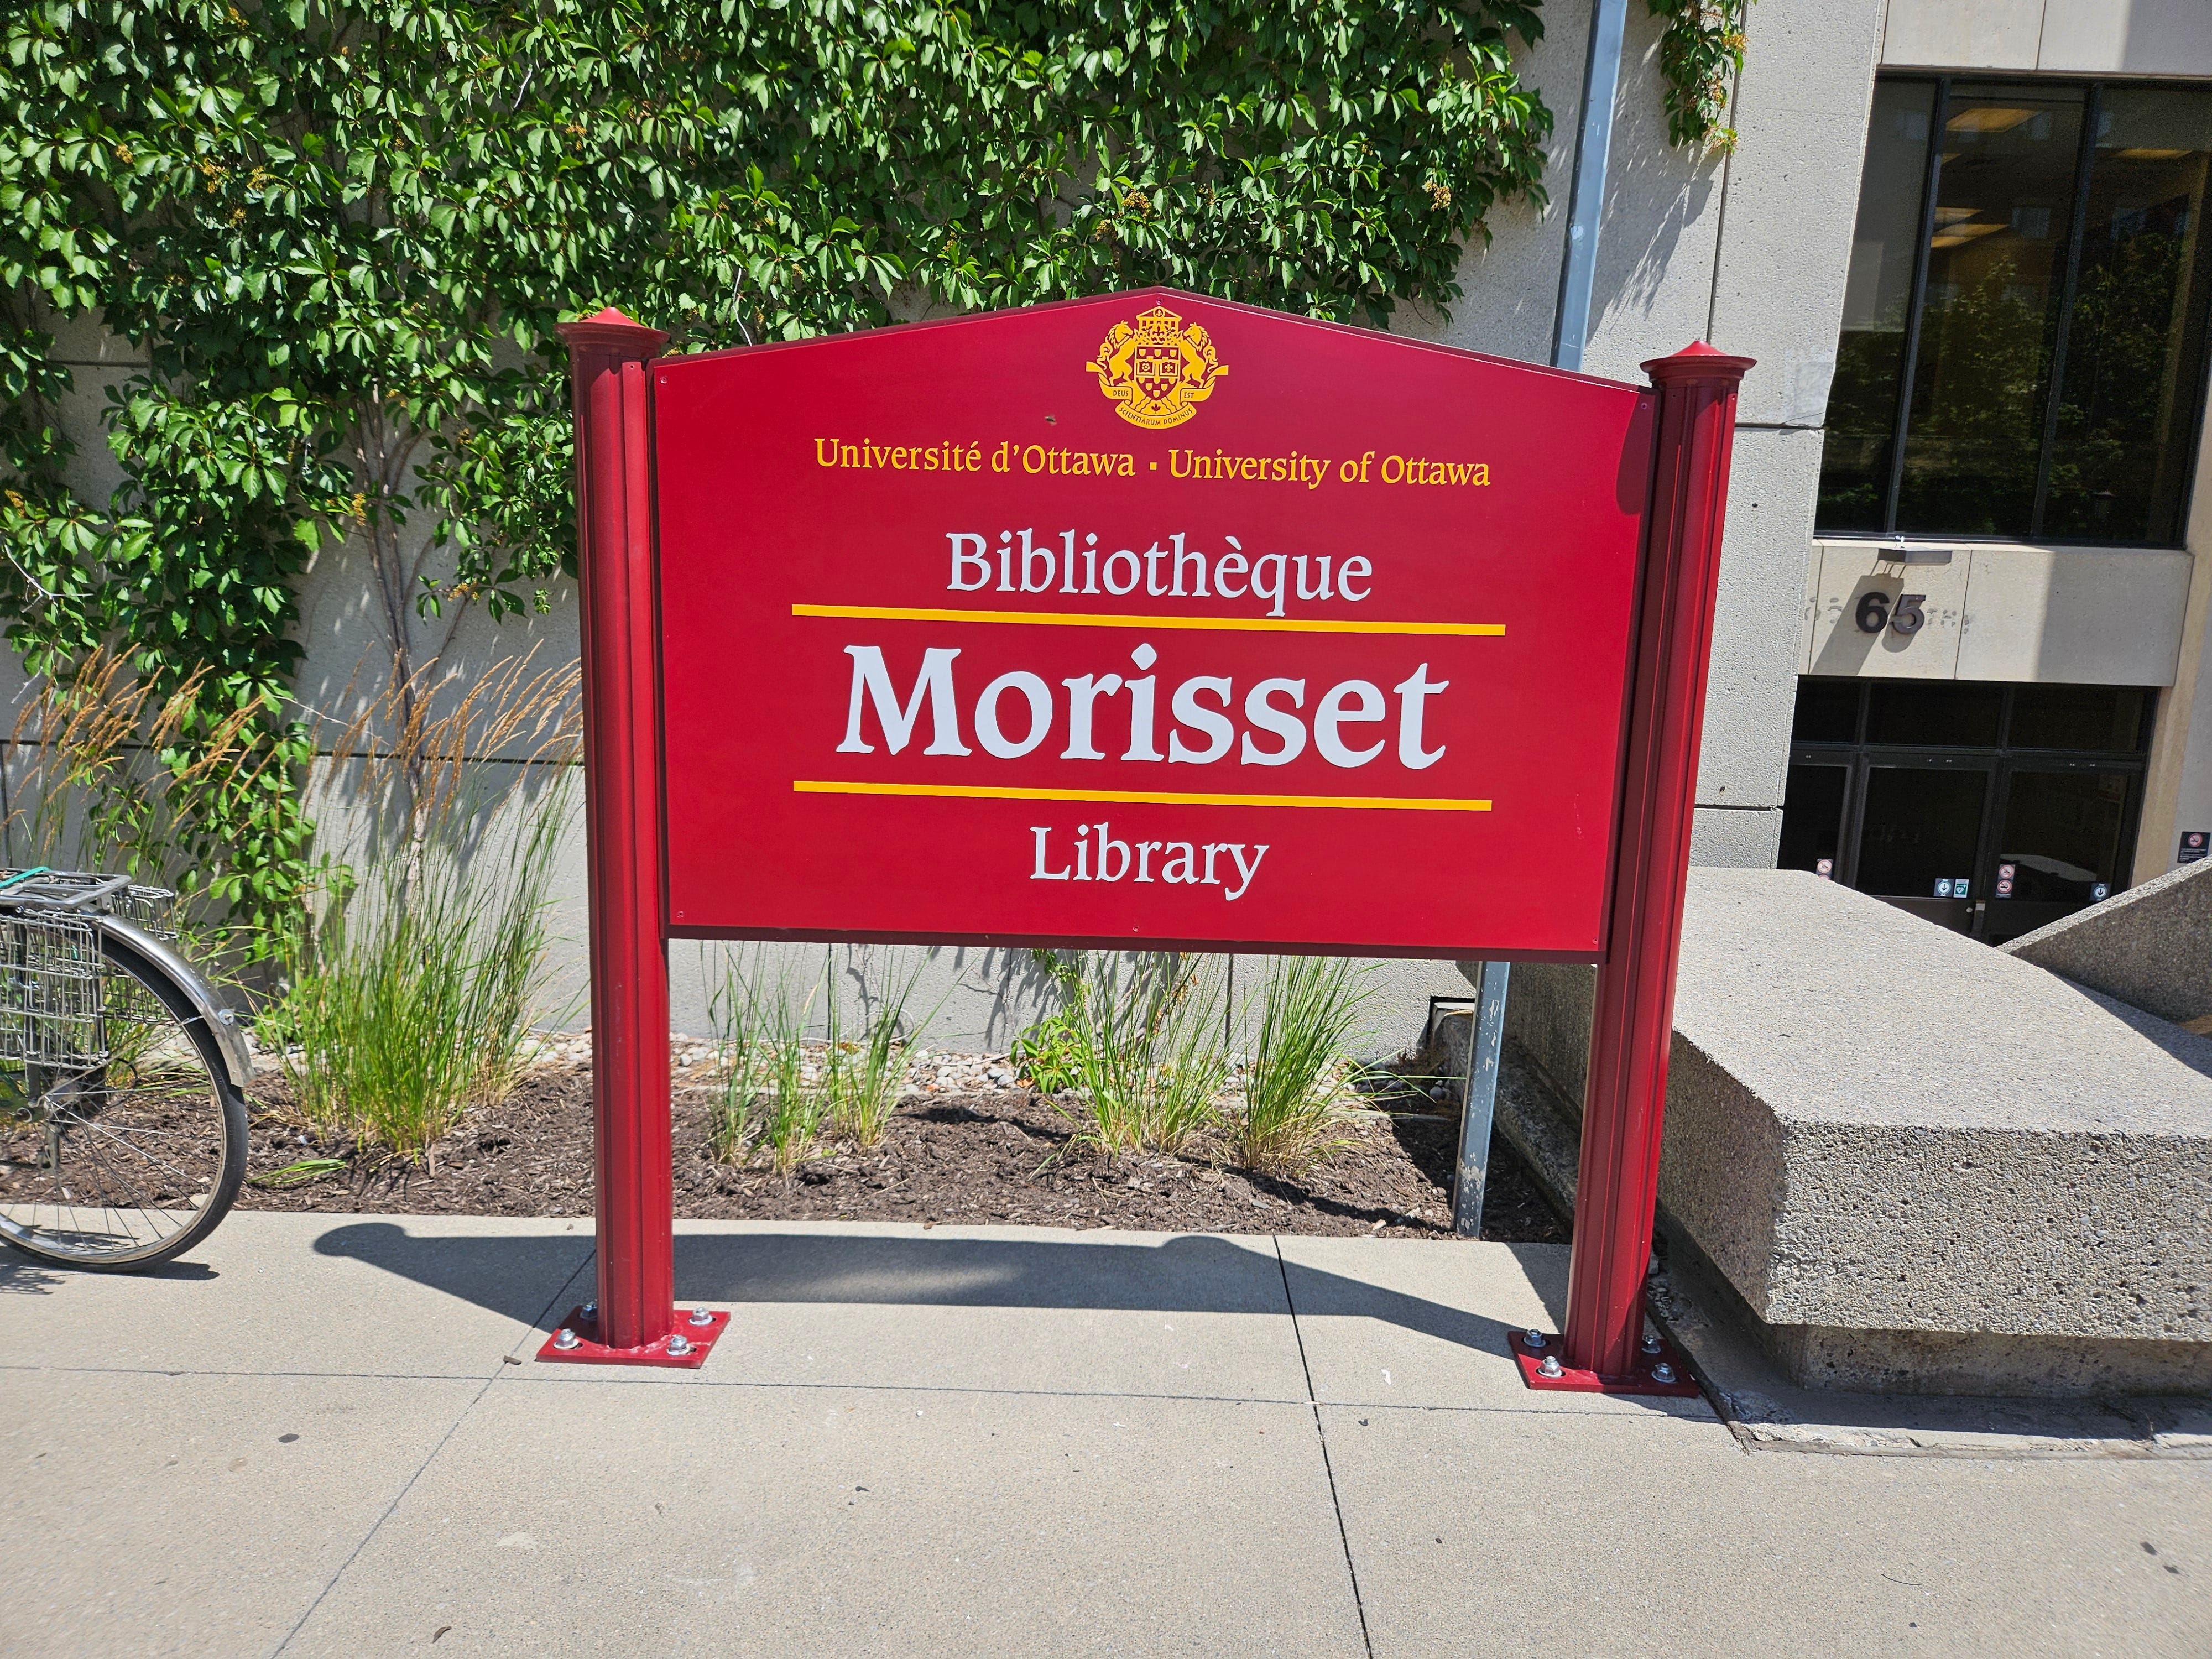 DEUS EST
SCIENTIARUM DOMINUS
Université d'Ottawa ▪ University of Ottawa
Bibliothèque
Morisset
Library
65